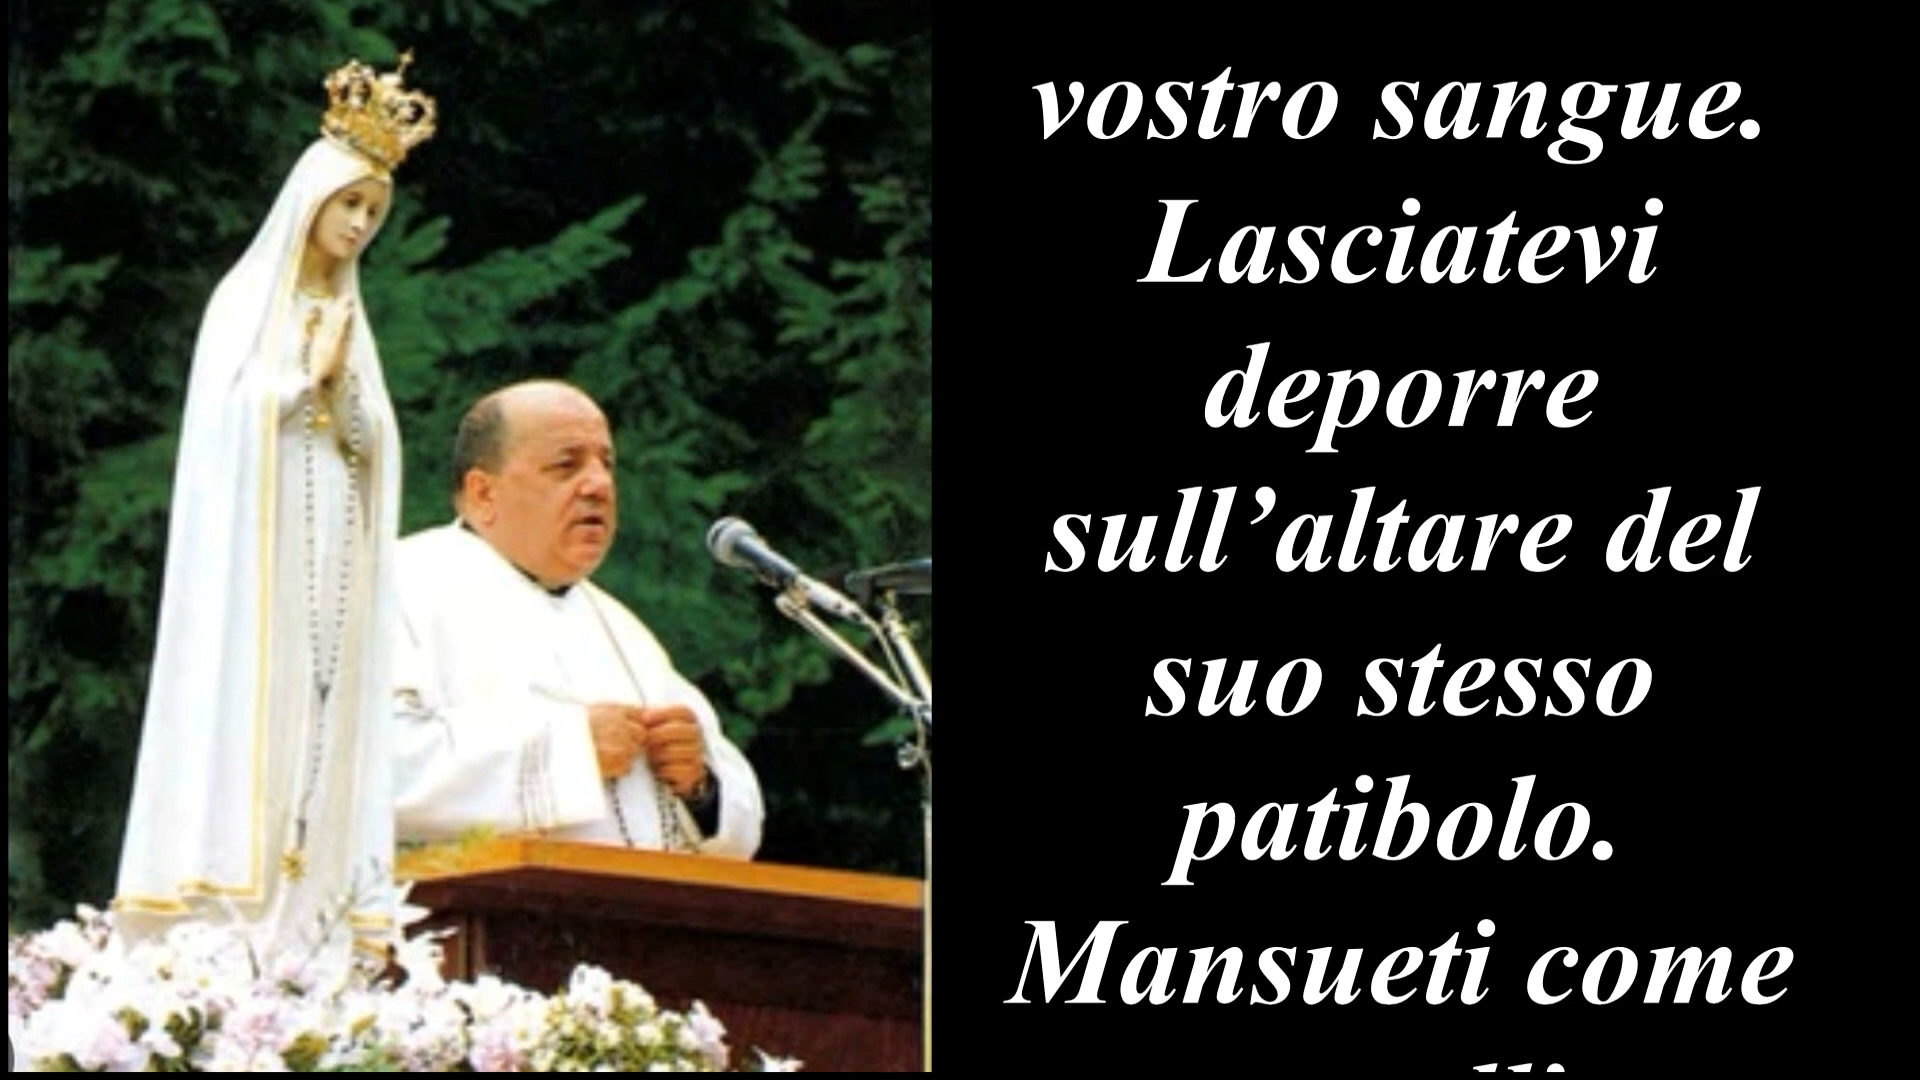 vostro sangue.
Lasciatevi
deporre
sull’altare del
suo stesso
patibolo.
Mansueti come